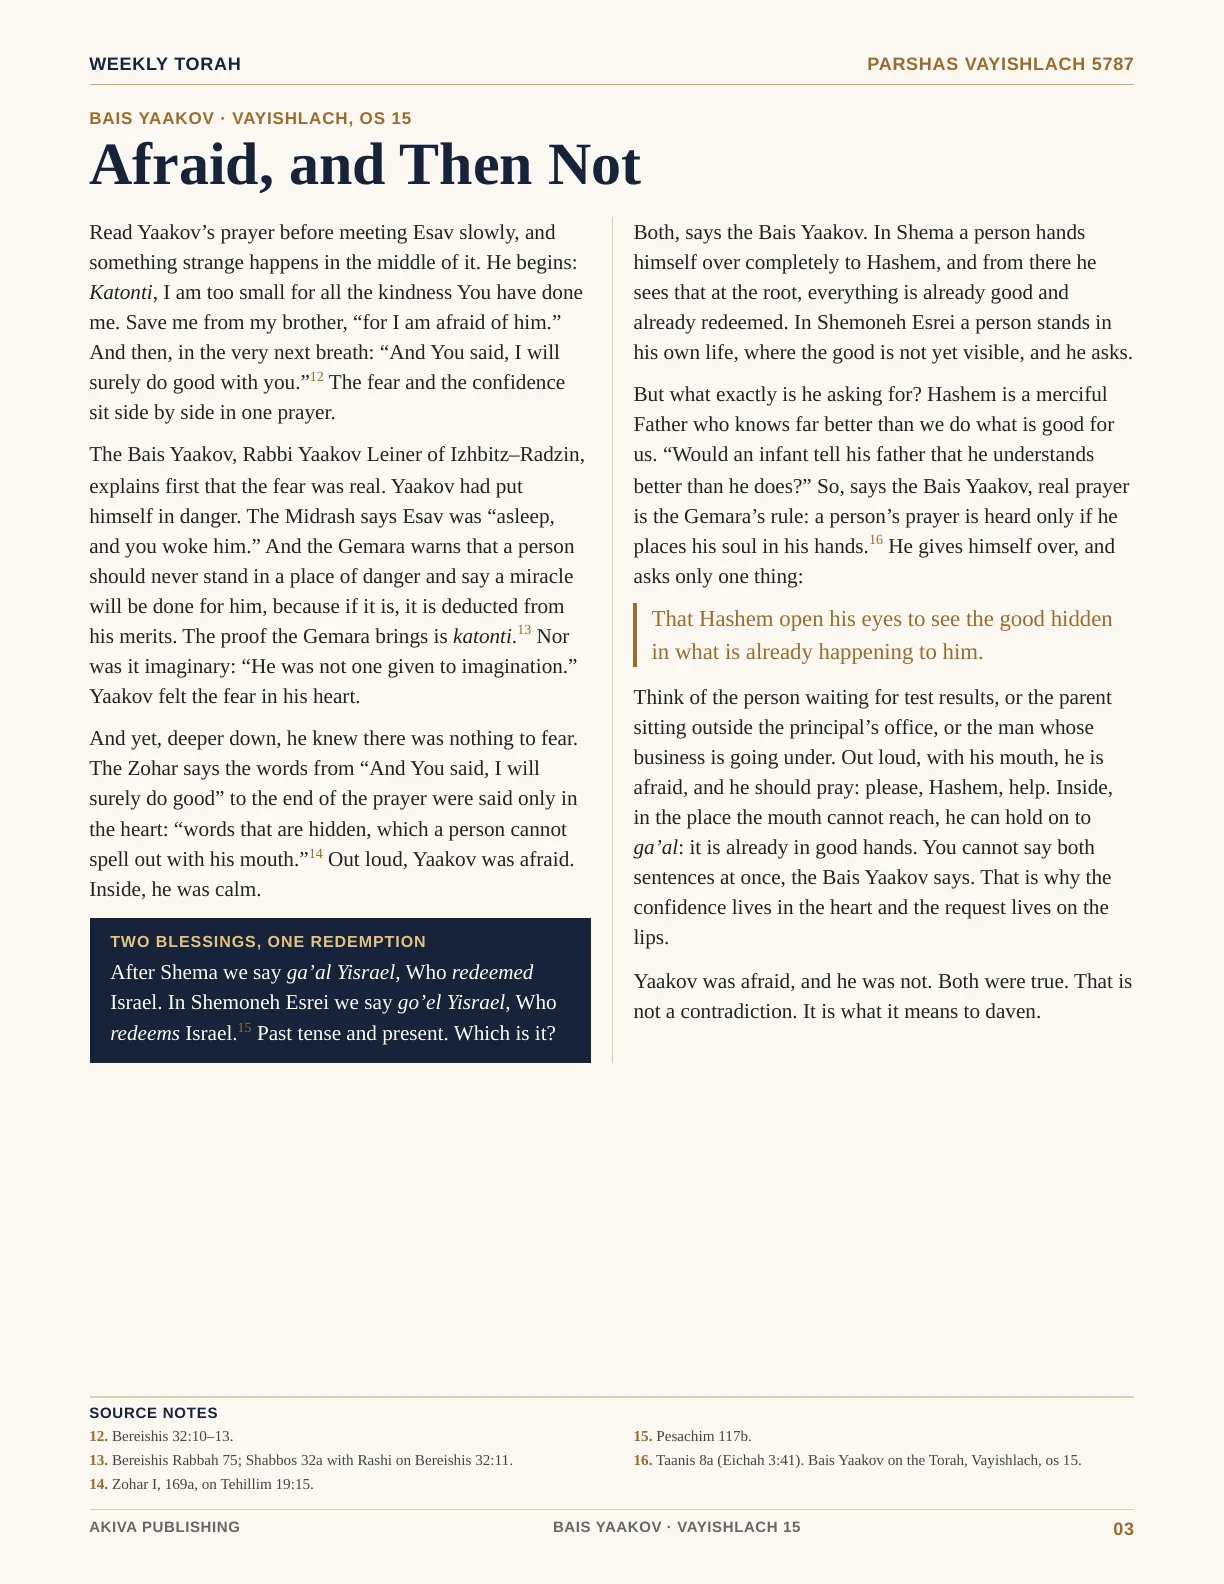 WEEKLY TORAH
PARSHAS VAYISHLACH 5787
BAIS YAAKOV · VAYISHLACH, OS 15
Afraid, and Then Not
Read Yaakov’s prayer before meeting Esav slowly, and
something strange happens in the middle of it. He begins:
Katonti, I am too small for all the kindness You have done
me. Save me from my brother, “for I am afraid of him.”
And then, in the very next breath: “And You said, I will
surely do good with you.”12 The fear and the confidence
sit side by side in one prayer.
The Bais Yaakov, Rabbi Yaakov Leiner of Izhbitz–Radzin,
explains first that the fear was real. Yaakov had put
himself in danger. The Midrash says Esav was “asleep,
and you woke him.” And the Gemara warns that a person
should never stand in a place of danger and say a miracle
will be done for him, because if it is, it is deducted from
his merits. The proof the Gemara brings is katonti.13 Nor
was it imaginary: “He was not one given to imagination.”
Yaakov felt the fear in his heart.
And yet, deeper down, he knew there was nothing to fear.
The Zohar says the words from “And You said, I will
surely do good” to the end of the prayer were said only in
the heart: “words that are hidden, which a person cannot
spell out with his mouth.”14 Out loud, Yaakov was afraid.
Inside, he was calm.
TWO BLESSINGS, ONE REDEMPTION
After Shema we say ga’al Yisrael, Who redeemed
Israel. In Shemoneh Esrei we say go’el Yisrael, Who
redeems Israel.15 Past tense and present. Which is it?
Both, says the Bais Yaakov. In Shema a person hands
himself over completely to Hashem, and from there he
sees that at the root, everything is already good and
already redeemed. In Shemoneh Esrei a person stands in
his own life, where the good is not yet visible, and he asks.
But what exactly is he asking for? Hashem is a merciful
Father who knows far better than we do what is good for
us. “Would an infant tell his father that he understands
better than he does?” So, says the Bais Yaakov, real prayer
is the Gemara’s rule: a person’s prayer is heard only if he
places his soul in his hands.16 He gives himself over, and
asks only one thing:
That Hashem open his eyes to see the good hidden
in what is already happening to him.
Think of the person waiting for test results, or the parent
sitting outside the principal’s office, or the man whose
business is going under. Out loud, with his mouth, he is
afraid, and he should pray: please, Hashem, help. Inside,
in the place the mouth cannot reach, he can hold on to
ga’al: it is already in good hands. You cannot say both
sentences at once, the Bais Yaakov says. That is why the
confidence lives in the heart and the request lives on the
lips.
Yaakov was afraid, and he was not. Both were true. That is
not a contradiction. It is what it means to daven.
SOURCE NOTES
12. Bereishis 32:10–13.
13. Bereishis Rabbah 75; Shabbos 32a with Rashi on Bereishis 32:11.
14. Zohar I, 169a, on Tehillim 19:15.
15. Pesachim 117b.
16. Taanis 8a (Eichah 3:41). Bais Yaakov on the Torah, Vayishlach, os 15.
AKIVA PUBLISHING
BAIS YAAKOV · VAYISHLACH 15
03